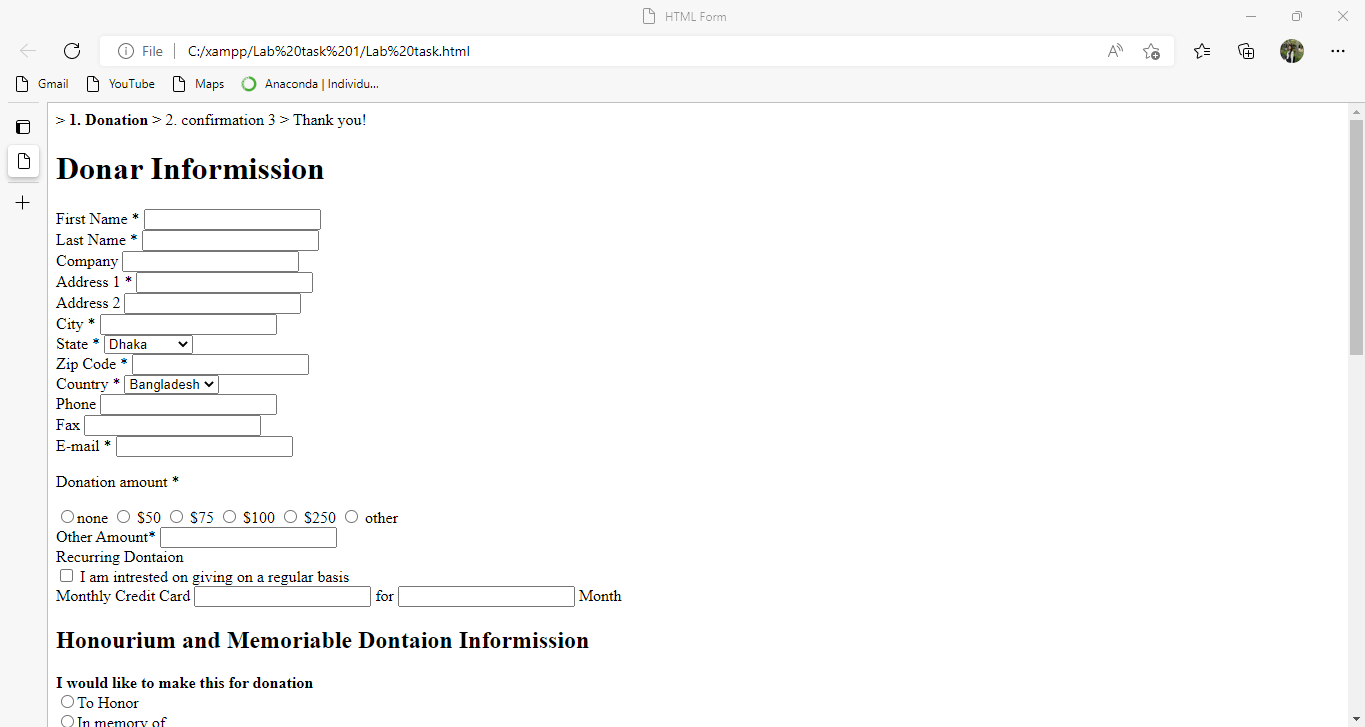 HTML Form
File C:/xampp/Lab%20task%201/Lab%20task.html
Gmail YouTube Maps Anaconda | Individu...
> 1. Donation > 2. confirmation 3 > Thank you!
Donar Informission
First Name *
Last Name *
Company
Address 1 *
Address 2
City *
State * Dhaka
Zip Code *
Country * Bangladesh
Phone
Fax
E-mail *
Donation amount *
none $50 $75 $100 $250 other
Other Amount*
Recurring Dontaion
I am intrested on giving on a regular basis
Monthly Credit Card for Month
Honourium and Memoriable Dontaion Informission
I would like to make this for donation
To Honor
In memory of